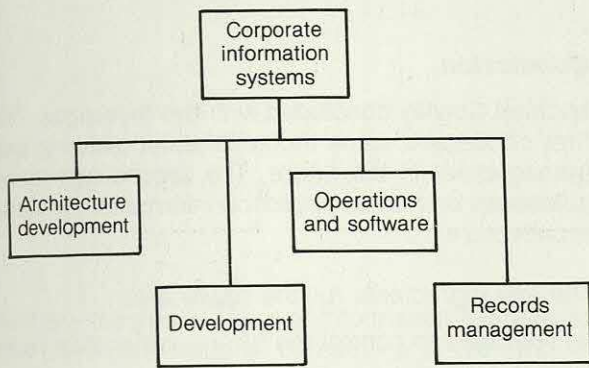 Corporate
information
systems
Architecture
development
Operations
and software
Development
Records
management